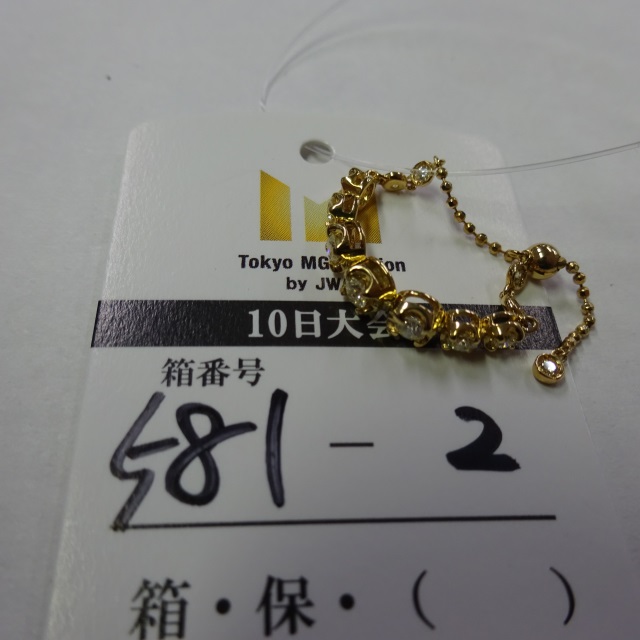 Tokyo MG
by JW
10日大会
箱番号
581 - 2
箱・保・( )